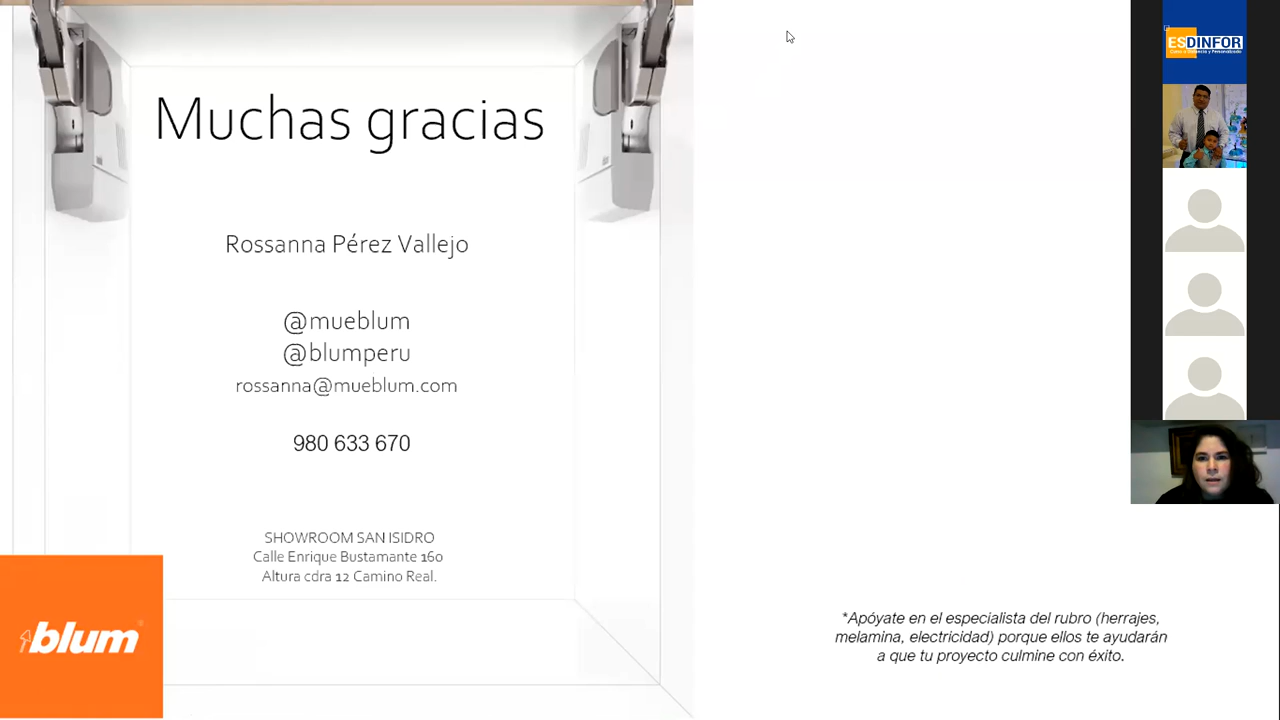 Muchas gracias
Rossanna Pérez Vallejo
@mueblum
@blumperu
rossanna@mueblum.com
980 633 670
SHOWROOM SAN ISIDRO
Calle Enrique Bustamante 160
Altura cdra 12 Camino Real.
blum
*Apóyate en el especialista del rubro (herrajes,
melamina, electricidad) porque ellos te ayudarán
a que tu proyecto culmine con éxito.
ESDINFOR